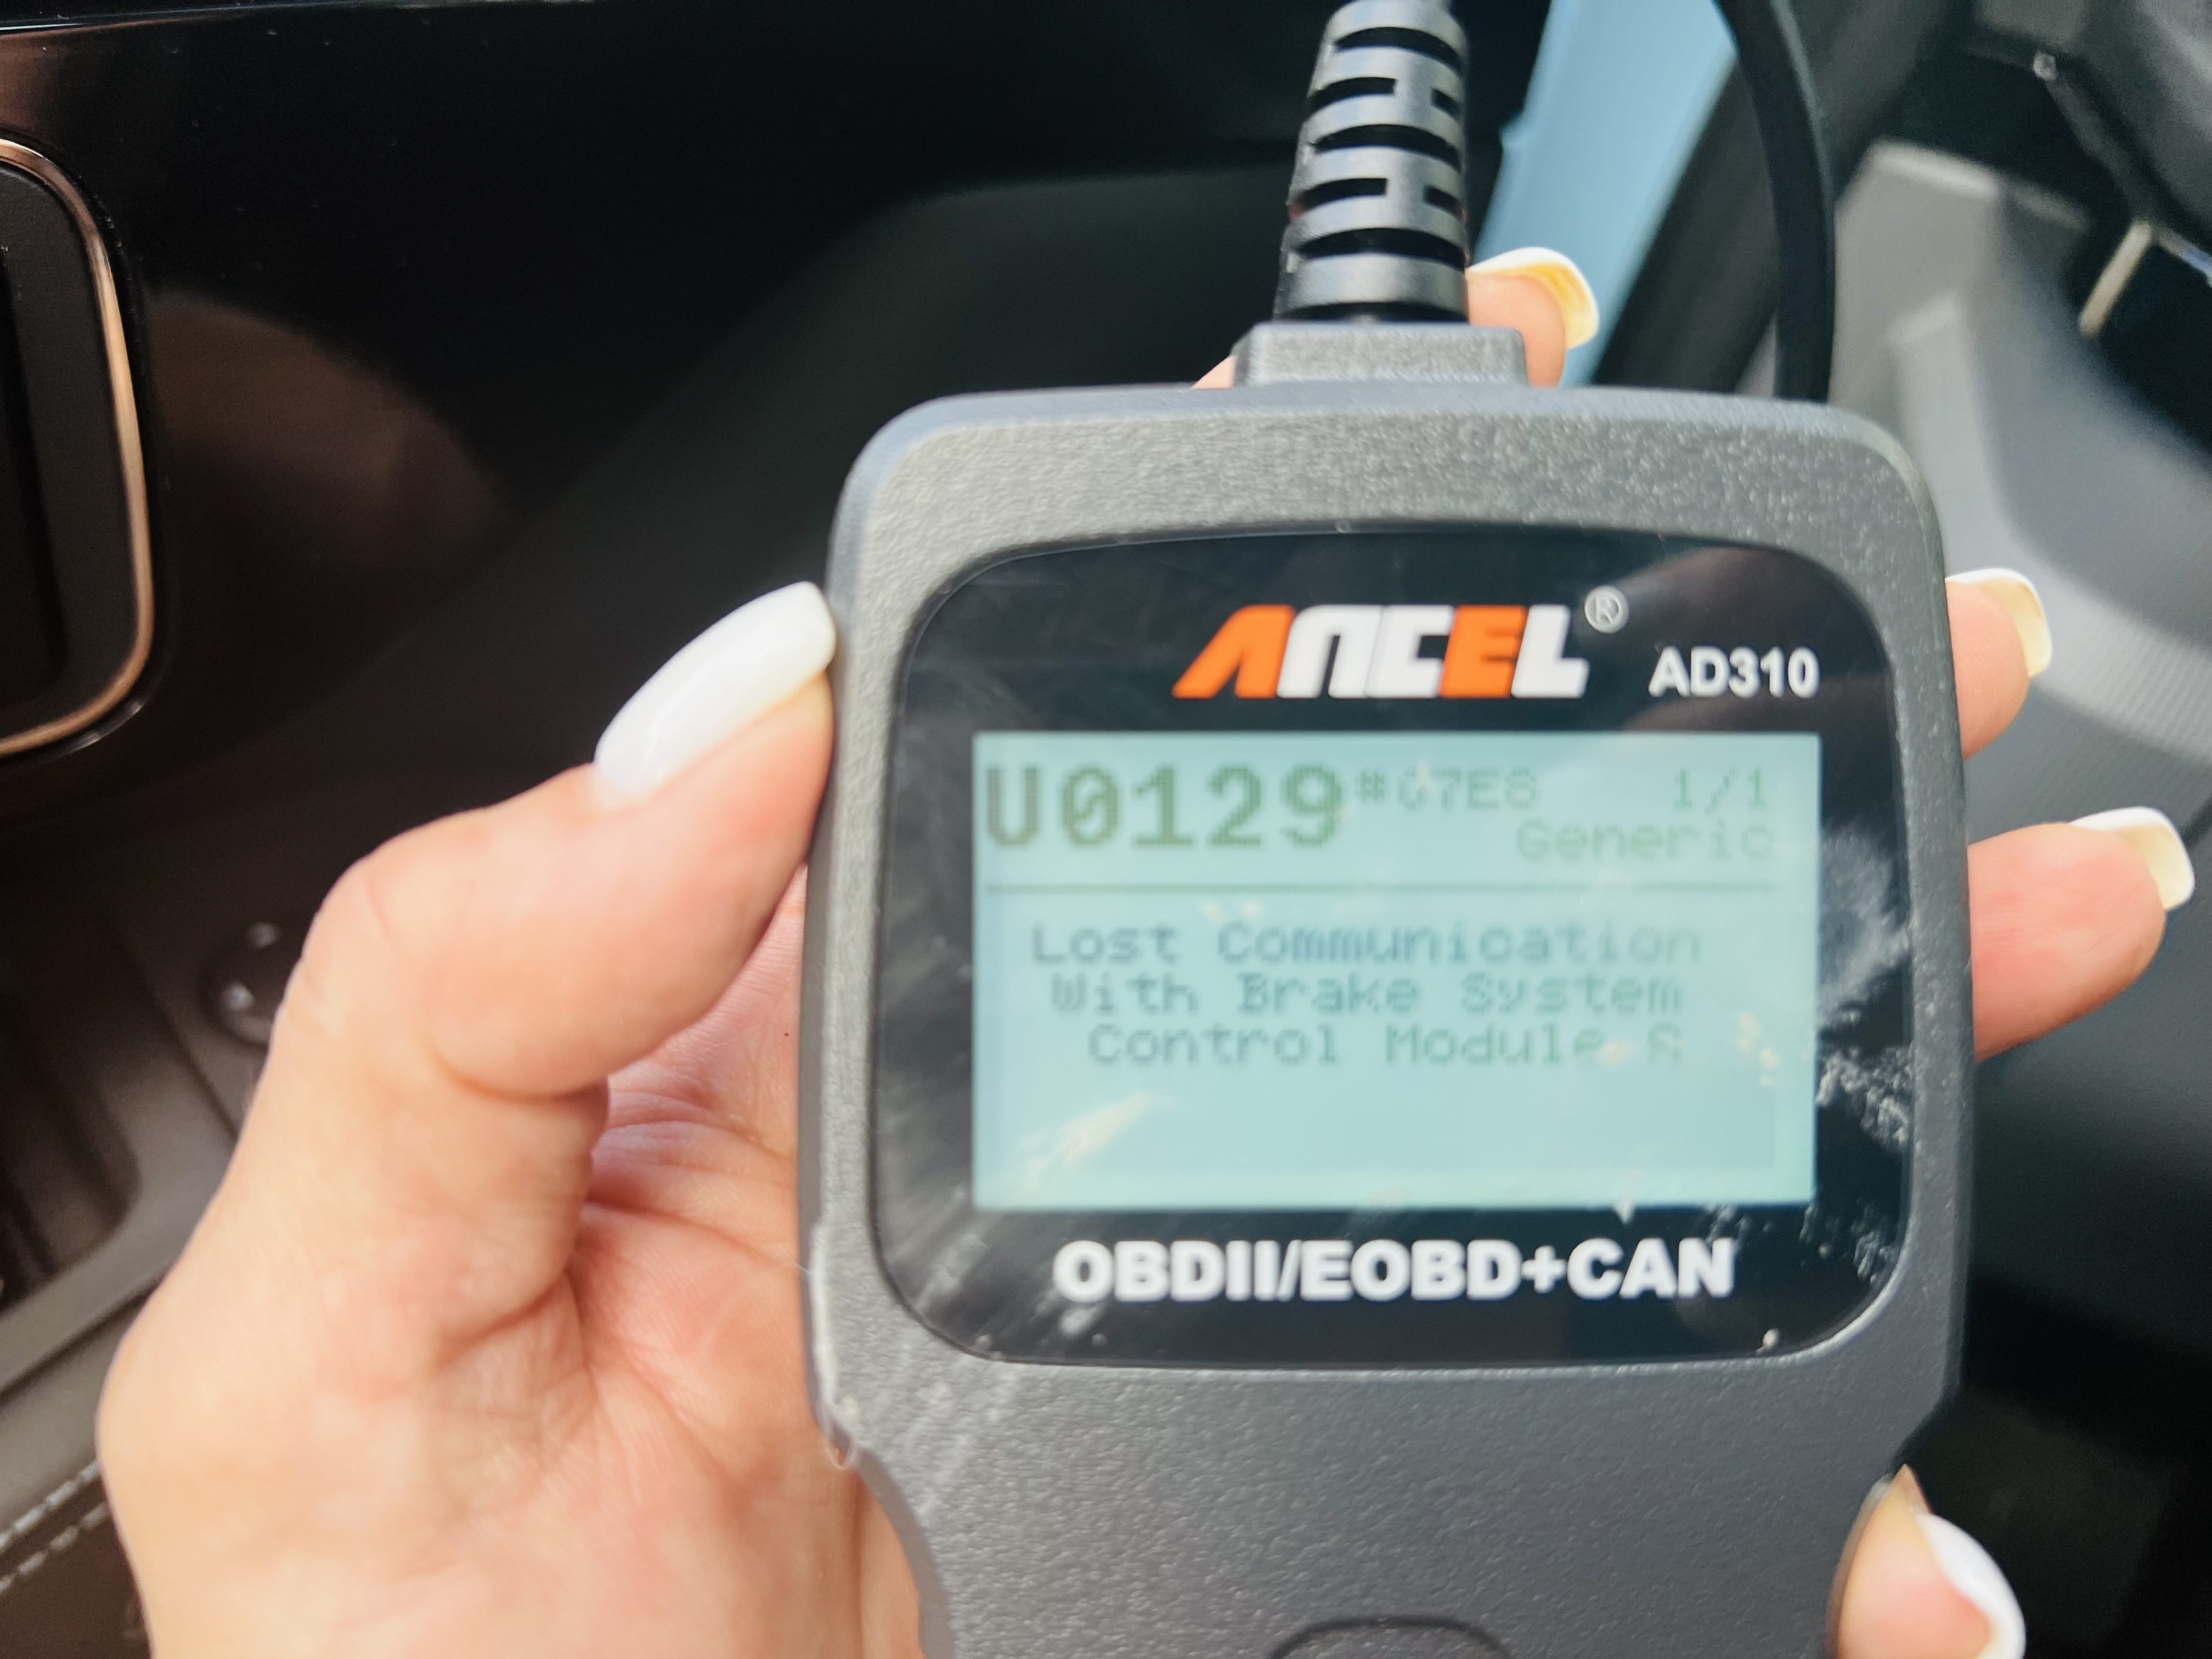 ANCEL® AD310
U0129 #07E8 1/1
Generic
Lost Communication
With Brake System
Control Module
OBDII/EOBD+CAN